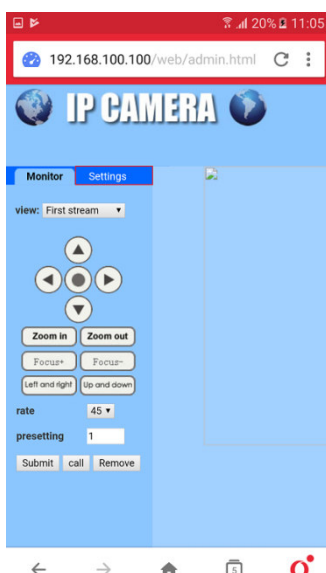 20% 11:05
192.168.100.100/web/admin.html
IP CAMERA
Monitor Settings
view: First stream
Zoom in Zoom out
Focus+ Focus-
Left and right Up and down
rate 45
presetting 1
Submit call Remove
5